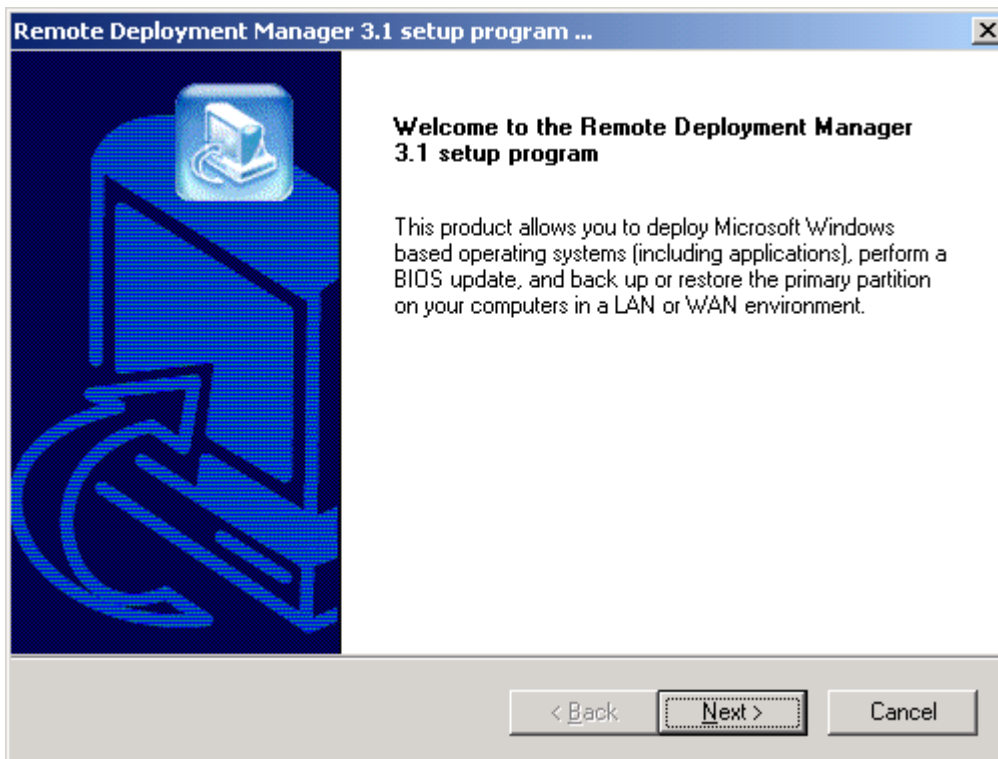 Remote Deployment Manager 3.1 setup program ...
Welcome to the Remote Deployment Manager
3.1 setup program
This product allows you to deploy Microsoft Windows
based operating systems (including applications), perform a
BIOS update, and back up or restore the primary partition
on your computers in a LAN or WAN environment.
< Back Next > Cancel